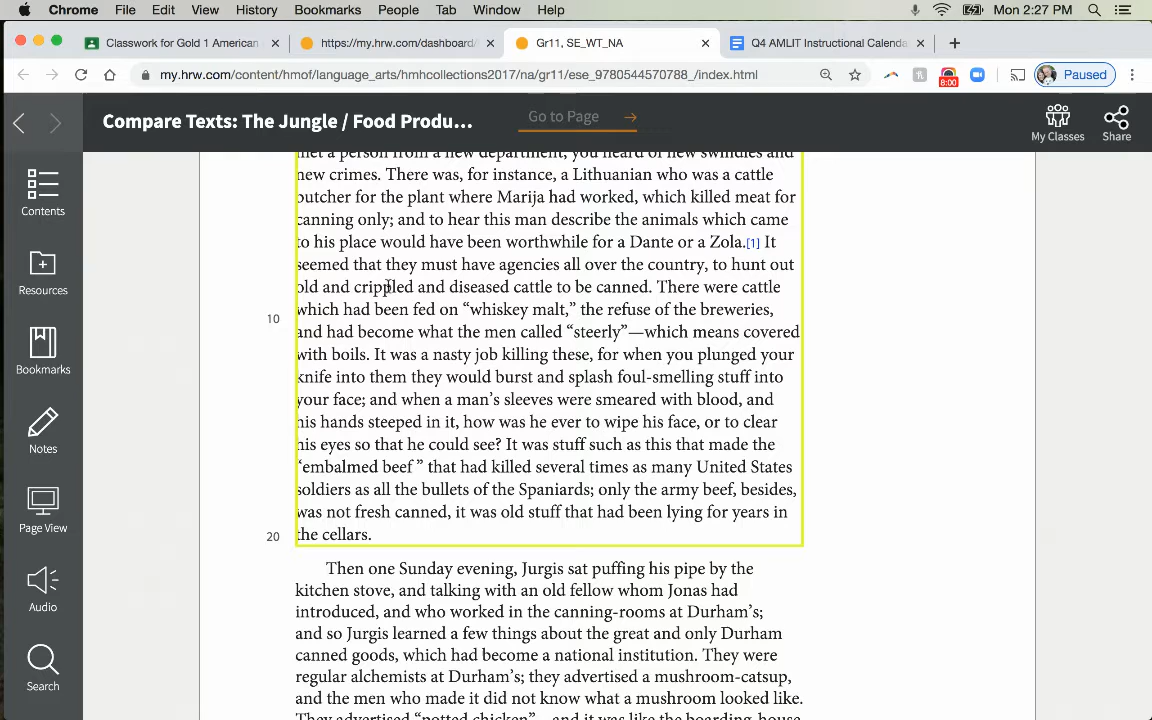 Chrome File Edit View History Bookmarks People Tab Window Help Mon 2:27 PM
Classwork for Gold 1 American × https://my.hrw.com/dashboard/ × Gr11, SE_WT_NA × Q4 AMLIT Instructional Calenda × +
my.hrw.com/content/hmof/language_arts/hmhcollections2017/na/gr11/ese_9780544570788_/index.html 8:00 Paused
Compare Texts: The Jungle / Food Produ... Go to Page → My Classes Share
Contents
Resources
Bookmarks
Notes
Page View
Audio
Search
met a person from a new department, you heard of new swindles and
new crimes. There was, for instance, a Lithuanian who was a cattle
butcher for the plant where Marija had worked, which killed meat for
canning only; and to hear this man describe the animals which came
to his place would have been worthwhile for a Dante or a Zola.[1] It
seemed that they must have agencies all over the country, to hunt out
old and crippled and diseased cattle to be canned. There were cattle
which had been fed on “whiskey malt,” the refuse of the breweries,
10 and had become what the men called “steerly”—which means covered
with boils. It was a nasty job killing these, for when you plunged your
knife into them they would burst and splash foul-smelling stuff into
your face; and when a man’s sleeves were smeared with blood, and
his hands steeped in it, how was he ever to wipe his face, or to clear
his eyes so that he could see? It was stuff such as this that made the
“embalmed beef ” that had killed several times as many United States
soldiers as all the bullets of the Spaniards; only the army beef, besides,
was not fresh canned, it was old stuff that had been lying for years in
20 the cellars.
Then one Sunday evening, Jurgis sat puffing his pipe by the
kitchen stove, and talking with an old fellow whom Jonas had
introduced, and who worked in the canning-rooms at Durham’s;
and so Jurgis learned a few things about the great and only Durham
canned goods, which had become a national institution. They were
regular alchemists at Durham’s; they advertised a mushroom-catsup,
and the men who made it did not know what a mushroom looked like.
They advertised “potted chicken”—and it was like the boarding-house